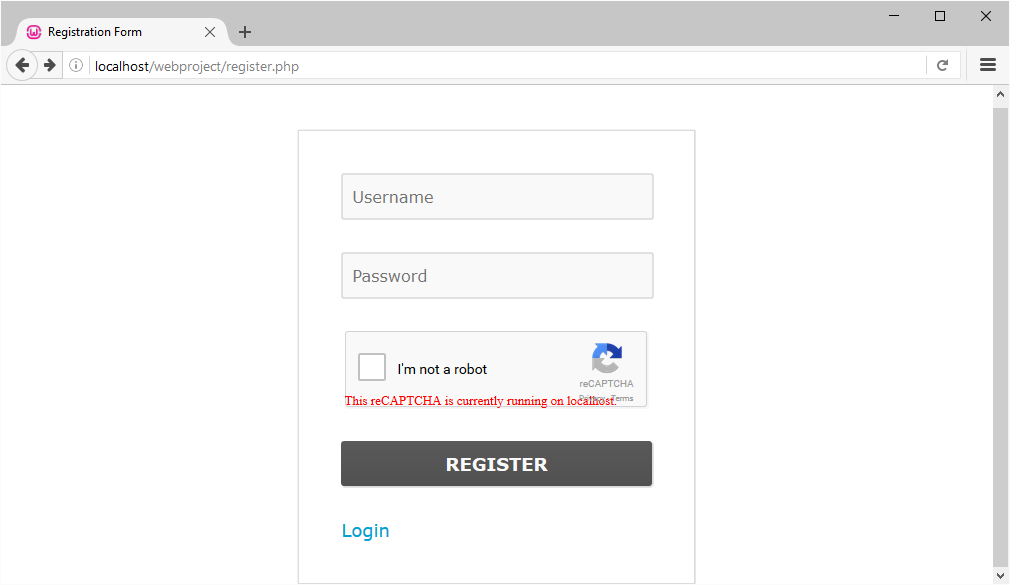 Registration Form
localhost/webproject/register.php
Username
Password
I'm not a robot
reCAPTCHA
Privacy - Terms
This reCAPTCHA is currently running on localhost.
REGISTER
Login